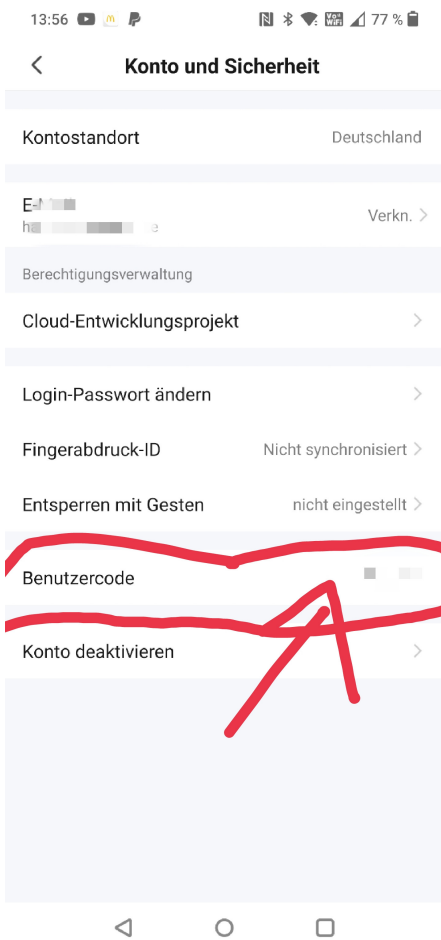 13:56 77 %
Konto und Sicherheit
Kontostandort Deutschland
Verkn.
Berechtigungsverwaltung
Cloud-Entwicklungsprojekt
Login-Passwort ändern
Fingerabdruck-ID Nicht synchronisiert
Entsperren mit Gesten nicht eingestellt
Benutzercode
Konto deaktivieren